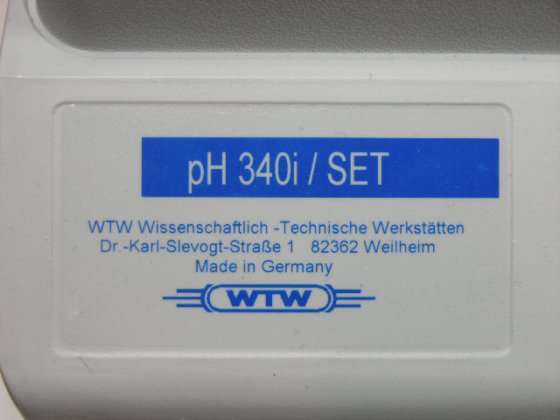 pH 340i / SET
WTW Wissenschaftlich -Technische Werkstätten
Dr.-Karl-Slevogt-Straße 1 82362 Weilheim
Made in Germany
WTW